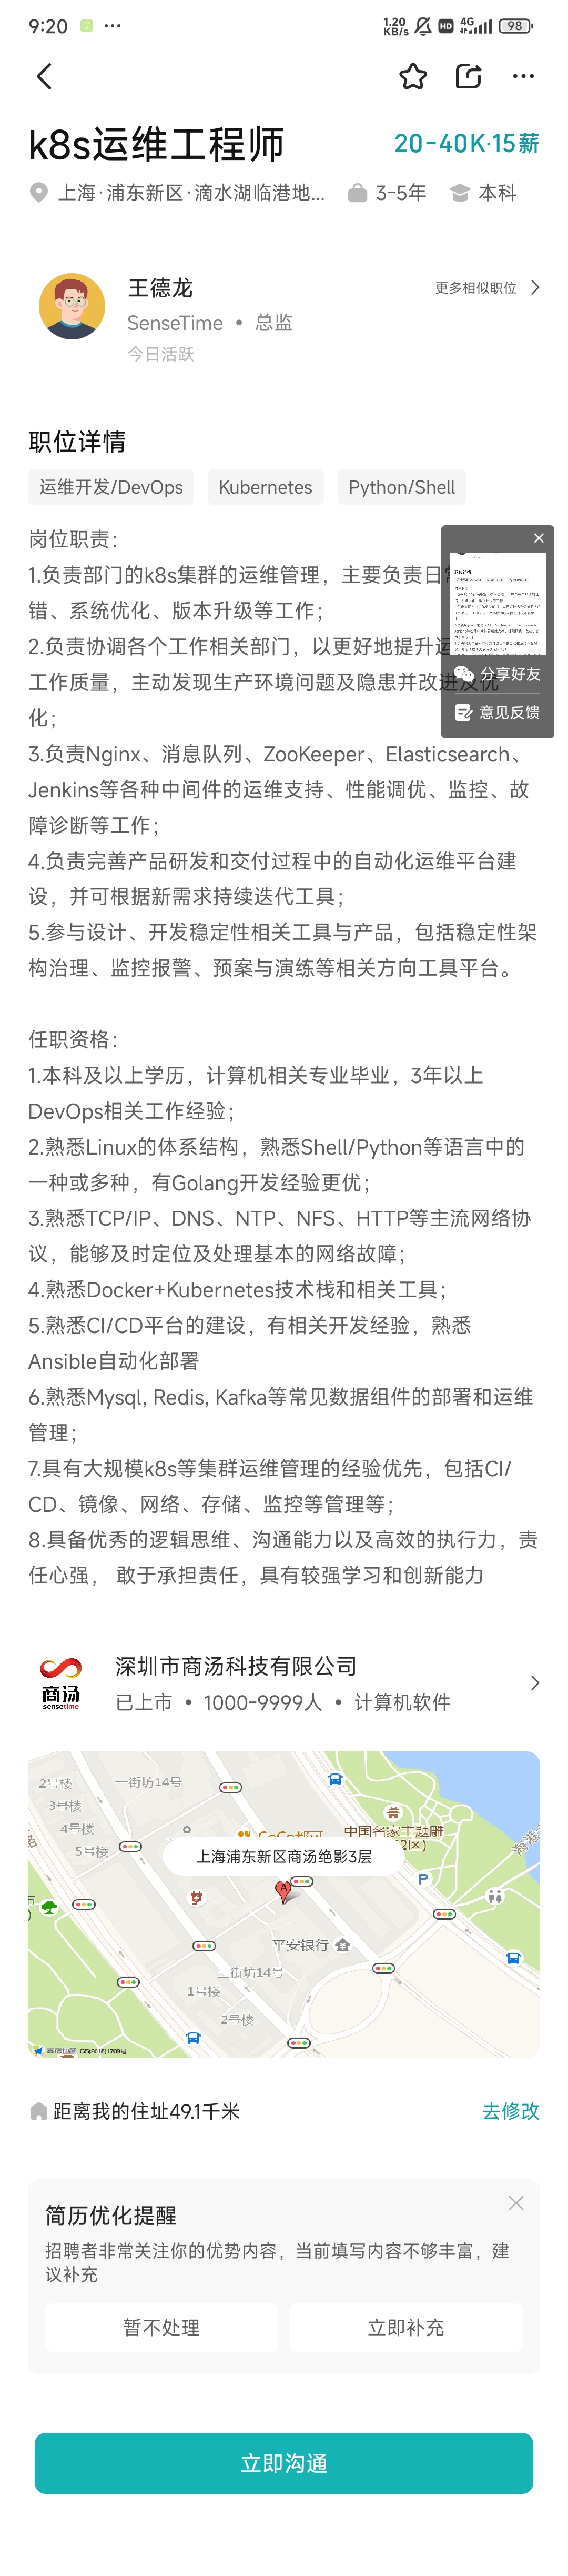 9:20
1.20 KB/s HD 4G 98
k8s运维工程师
20-40K·15薪
上海·浦东新区·滴水湖临港地... 3-5年 本科
王德龙
更多相似职位
SenseTime • 总监
今日活跃
职位详情
运维开发/DevOps Kubernetes Python/Shell
岗位职责：
1.负责部门的k8s集群的运维管理，主要负责日
错、系统优化、版本升级等工作；
2.负责协调各个工作相关部门，以更好地提升运
工作质量，主动发现生产环境问题及隐患并改进及优
分享好友
化；
意见反馈
3.负责Nginx、消息队列、ZooKeeper、Elasticsearch、
Jenkins等各种中间件的运维支持、性能调优、监控、故
障诊断等工作；
4.负责完善产品研发和交付过程中的自动化运维平台建
设，并可根据新需求持续迭代工具；
5.参与设计、开发稳定性相关工具与产品，包括稳定性架
构治理、监控报警、预案与演练等相关方向工具平台。
任职资格：
1.本科及以上学历，计算机相关专业毕业，3年以上
DevOps相关工作经验；
2.熟悉Linux的体系结构，熟悉Shell/Python等语言中的
一种或多种，有Golang开发经验更优；
3.熟悉TCP/IP、DNS、NTP、NFS、HTTP等主流网络协
议，能够及时定位及处理基本的网络故障；
4.熟悉Docker+Kubernetes技术栈和相关工具；
5.熟悉CI/CD平台的建设，有相关开发经验，熟悉
Ansible自动化部署
6.熟悉Mysql, Redis, Kafka等常见数据组件的部署和运维
管理；
7.具有大规模k8s等集群运维管理的经验优先，包括CI/
CD、镜像、网络、存储、监控等管理等；
8.具备优秀的逻辑思维、沟通能力以及高效的执行力，责
任心强， 敢于承担责任，具有较强学习和创新能力
商汤
sensetime
深圳市商汤科技有限公司
已上市 • 1000-9999人 • 计算机软件
2号楼
一街坊14号
3号楼
4号楼
5号楼
CoCo都可
中国名家主题雕
2区)
上海浦东新区商汤绝影3层
A
P
平安银行
三街坊14号
1号楼
2号楼
高德地图 GS(2018)1709号
距离我的住址49.1千米
去修改
简历优化提醒
招聘者非常关注你的优势内容，当前填写内容不够丰富，建
议补充
暂不处理 立即补充
立即沟通